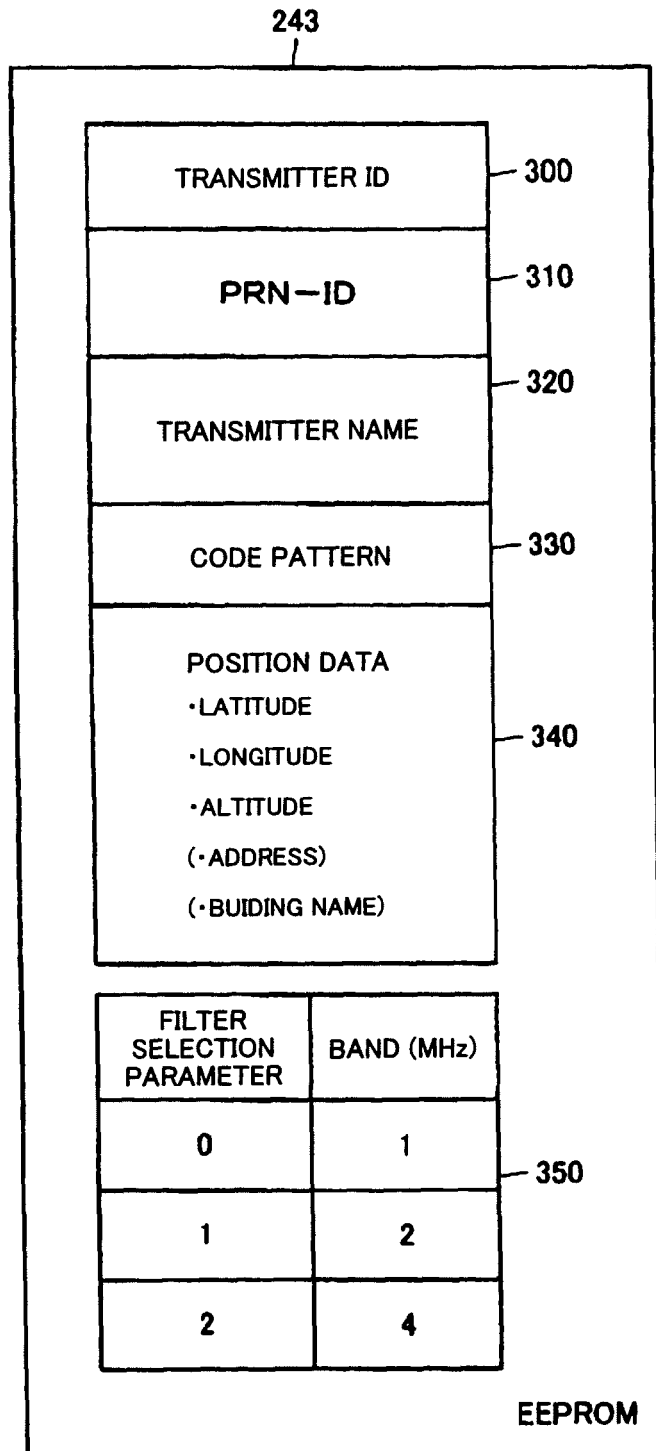 243
TRANSMITTER ID
300
PRN-ID
310
320
TRANSMITTER NAME
CODE PATTERN
330
POSITION DATA
・LATITUDE
・LONGITUDE
・ALTITUDE
(・ADDRESS)
(・BUIDING NAME)
340
FILTER
SELECTION
PARAMETER
BAND (MHz)
0 1
350
1 2
2 4
EEPROM